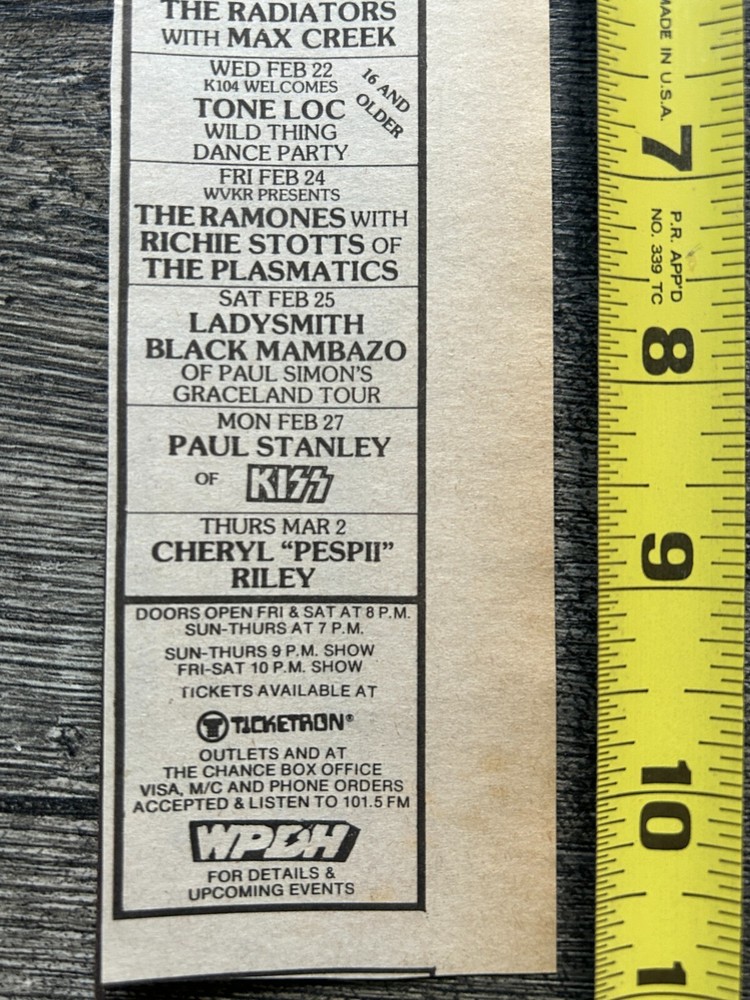 THE RADIATORS
WITH MAX CREEK
WED FEB 22
K104 WELCOMES
TONE LOC
WILD THING
DANCE PARTY
16 AND
OLDER
FRI FEB 24
WVKR PRESENTS
THE RAMONES WITH
RICHIE STOTTS OF
THE PLASMATICS
SAT FEB 25
LADYSMITH
BLACK MAMBAZO
OF PAUL SIMON'S
GRACELAND TOUR
MON FEB 27
PAUL STANLEY
OF KISS
THURS MAR 2
CHERYL "PESPII"
RILEY
DOORS OPEN FRI & SAT AT 8 P.M.
SUN-THURS AT 7 P.M.
SUN-THURS 9 P.M. SHOW
FRI-SAT 10 P.M. SHOW
TICKETS AVAILABLE AT
TICKETRON®
OUTLETS AND AT
THE CHANCE BOX OFFICE
VISA, M/C AND PHONE ORDERS
ACCEPTED & LISTEN TO 101.5 FM
WPDH
FOR DETAILS &
UPCOMING EVENTS
MADE IN U.S.A.
7
P.R. APP'D
NO. 339 TC
8
9
10
1